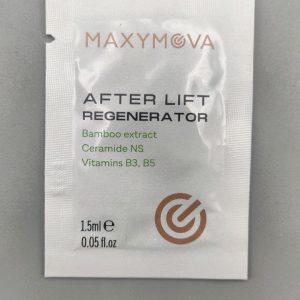 MAXYMOVA
AFTER LIFT
REGENERATOR
Bamboo extract
Ceramide NS
Vitamins B3, B5
1.5ml ℮
0.05 fl.oz